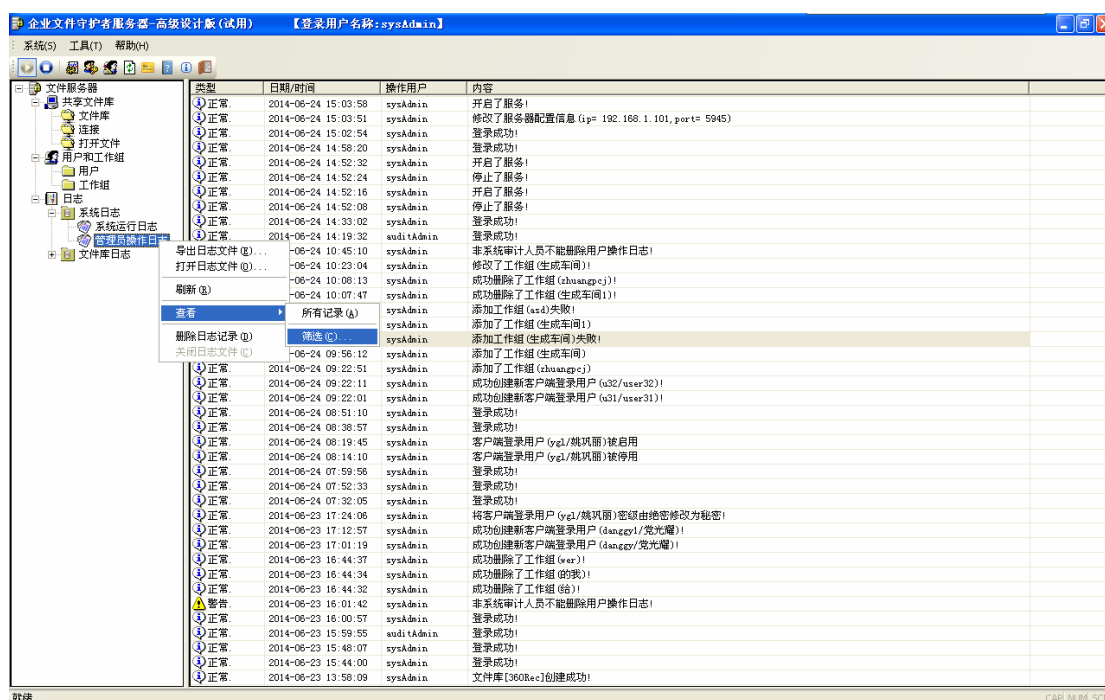 企业文件守护者服务器-高级设计版(试用) 【登录用户名称:sysAdmin】
系统(S) 工具(T) 帮助(H)
文件服务器
共享文件库
文件库
连接
打开文件
用户和工作组
用户
工作组
日志
系统日志
系统运行日志
管理员操作日志
文件库日志
导出日志文件(E)...
打开日志文件(O)...
刷新(R)
查看
删除日志记录(D)
关闭日志文件(C)
所有记录(A)
筛选(C)...
类型 日期/时间 操作用户 内容
正常. 2014-06-24 15:03:58 sysAdmin 开启了服务!
正常. 2014-06-24 15:03:51 sysAdmin 修改了服务器配置信息(ip= 192.168.1.101,port= 5945)
正常. 2014-06-24 15:02:54 sysAdmin 登录成功!
正常. 2014-06-24 14:58:20 sysAdmin 登录成功!
正常. 2014-06-24 14:52:32 sysAdmin 开启了服务!
正常. 2014-06-24 14:52:24 sysAdmin 停止了服务!
正常. 2014-06-24 14:52:16 sysAdmin 开启了服务!
正常. 2014-06-24 14:52:08 sysAdmin 停止了服务!
正常. 2014-06-24 14:33:02 sysAdmin 登录成功!
正常. 2014-06-24 14:19:32 auditAdmin 登录成功!
-06-24 10:45:10 sysAdmin 非系统审计人员不能删除用户操作日志!
-06-24 10:23:04 sysAdmin 修改了工作组(生成车间)!
-06-24 10:08:13 sysAdmin 成功删除了工作组(zhuangpcj)!
-06-24 10:07:47 sysAdmin 成功删除了工作组(生成车间1)!
sysAdmin 添加工作组(asd)失败!
sysAdmin 添加了工作组(生成车间1)
sysAdmin 添加工作组(生成车间)失败!
-06-24 09:56:12 sysAdmin 添加了工作组(生成车间)
正常. 2014-06-24 09:22:51 sysAdmin 添加了工作组(zhuangpcj)
正常. 2014-06-24 09:22:11 sysAdmin 成功创建新客户端登录用户(u32/user32)!
正常. 2014-06-24 09:22:01 sysAdmin 成功创建新客户端登录用户(u31/user31)!
正常. 2014-06-24 08:51:10 sysAdmin 登录成功!
正常. 2014-06-24 08:38:57 sysAdmin 登录成功!
正常. 2014-06-24 08:19:45 sysAdmin 客户端登录用户(ygl/姚巩丽)被启用
正常. 2014-06-24 08:14:10 sysAdmin 客户端登录用户(ygl/姚巩丽)被停用
正常. 2014-06-24 07:59:56 sysAdmin 登录成功!
正常. 2014-06-24 07:52:33 sysAdmin 登录成功!
正常. 2014-06-24 07:32:05 sysAdmin 登录成功!
正常. 2014-06-23 17:24:06 sysAdmin 将客户端登录用户(ygl/姚巩丽)密级由绝密修改为秘密!
正常. 2014-06-23 17:12:57 sysAdmin 成功创建新客户端登录用户(danggy1/党光耀)!
正常. 2014-06-23 17:01:19 sysAdmin 成功创建新客户端登录用户(danggy/党光耀)!
正常. 2014-06-23 16:44:37 sysAdmin 成功删除了工作组(wer)!
正常. 2014-06-23 16:44:34 sysAdmin 成功删除了工作组(的我)!
正常. 2014-06-23 16:44:32 sysAdmin 成功删除了工作组(给)!
警告. 2014-06-23 16:01:42 sysAdmin 非系统审计人员不能删除用户操作日志!
正常. 2014-06-23 16:00:57 sysAdmin 登录成功!
正常. 2014-06-23 15:59:55 auditAdmin 登录成功!
正常. 2014-06-23 15:48:07 sysAdmin 登录成功!
正常. 2014-06-23 15:44:00 sysAdmin 登录成功!
正常. 2014-06-23 13:58:09 sysAdmin 文件库[360Rec]创建成功!
就绪 CAP NUM SC